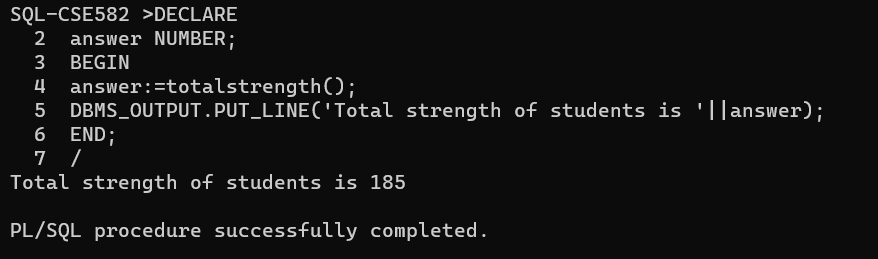 SQL-CSE582 >DECLARE
2 answer NUMBER;
3 BEGIN
4 answer:=totalstrength();
5 DBMS_OUTPUT.PUT_LINE('Total strength of students is '||answer);
6 END;
7 /
Total strength of students is 185
PL/SQL procedure successfully completed.